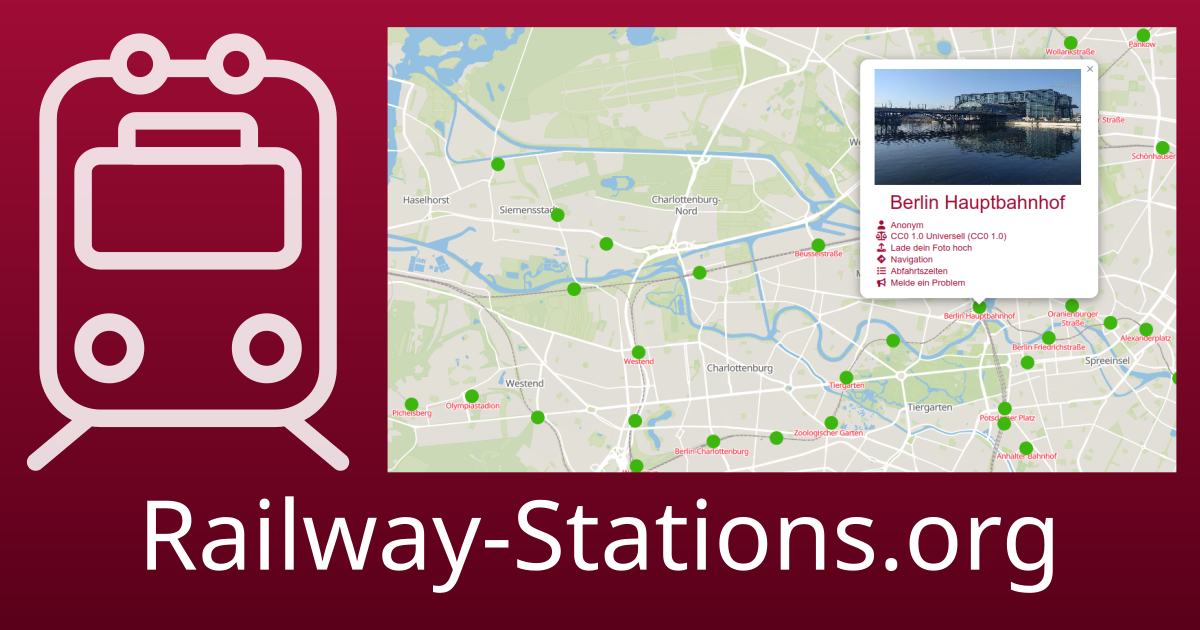 Wollankstraße
Pankow
Straße
Schönhauser
Haselhorst
Siemensstadt
Charlottenburg-
Nord
Beusselstraße
×
Berlin Hauptbahnhof
Anonym
CC0 1.0 Universell (CC0 1.0)
Lade dein Foto hoch
Navigation
Abfahrtszeiten
Melde ein Problem
Berlin Hauptbahnhof
Oranienburger
Straße
Alexanderplatz
Berlin Friedrichstraße
Spreeinsel
Westend
Charlottenburg
Westend
Tiergarten
Tiergarten
Pichelsberg
Olympiastadion
Zoologischer Garten
Potsdamer Platz
Berlin-Charlottenburg
Anhalter Bahnhof
Railway-Stations.org